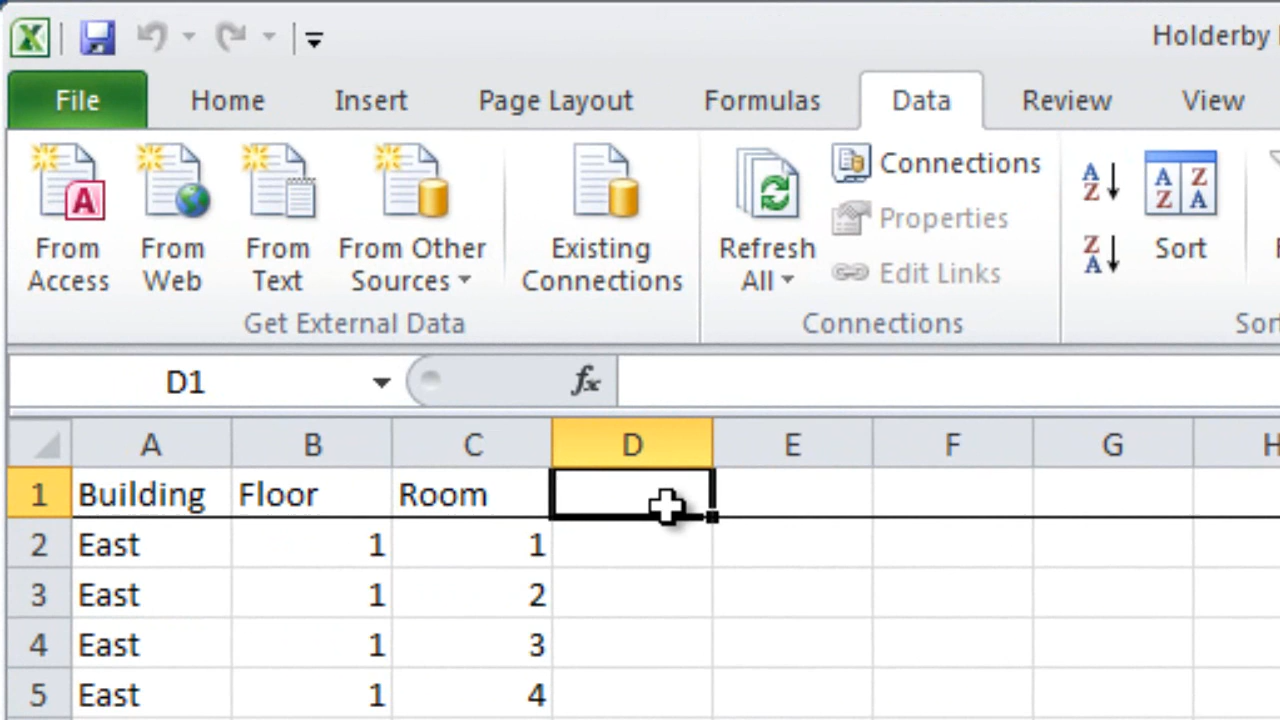 Holderby
File Home Insert Page Layout Formulas Data Review View
From Access From Web From Text From Other Sources Existing Connections Refresh All Connections Properties Edit Links Sort
Get External Data Connections
D1 fx
A B C D E F G H
1 Building Floor Room
2 East 1 1
3 East 1 2
4 East 1 3
5 East 1 4